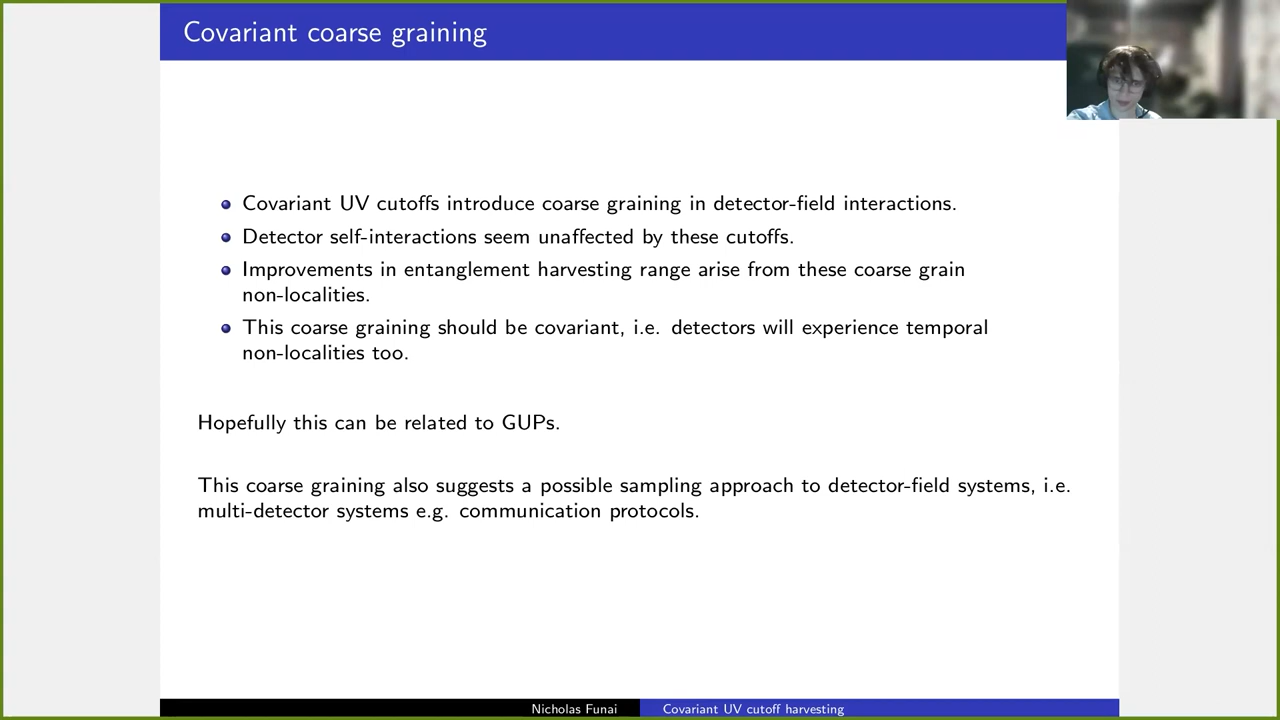 Covariant coarse graining
Covariant UV cutoffs introduce coarse graining in detector-field interactions.
Detector self-interactions seem unaffected by these cutoffs.
Improvements in entanglement harvesting range arise from these coarse grain
non-localities.
This coarse graining should be covariant, i.e. detectors will experience temporal
non-localities too.
Hopefully this can be related to GUPs.
This coarse graining also suggests a possible sampling approach to detector-field systems, i.e.
multi-detector systems e.g. communication protocols.
Nicholas Funai
Covariant UV cutoff harvesting